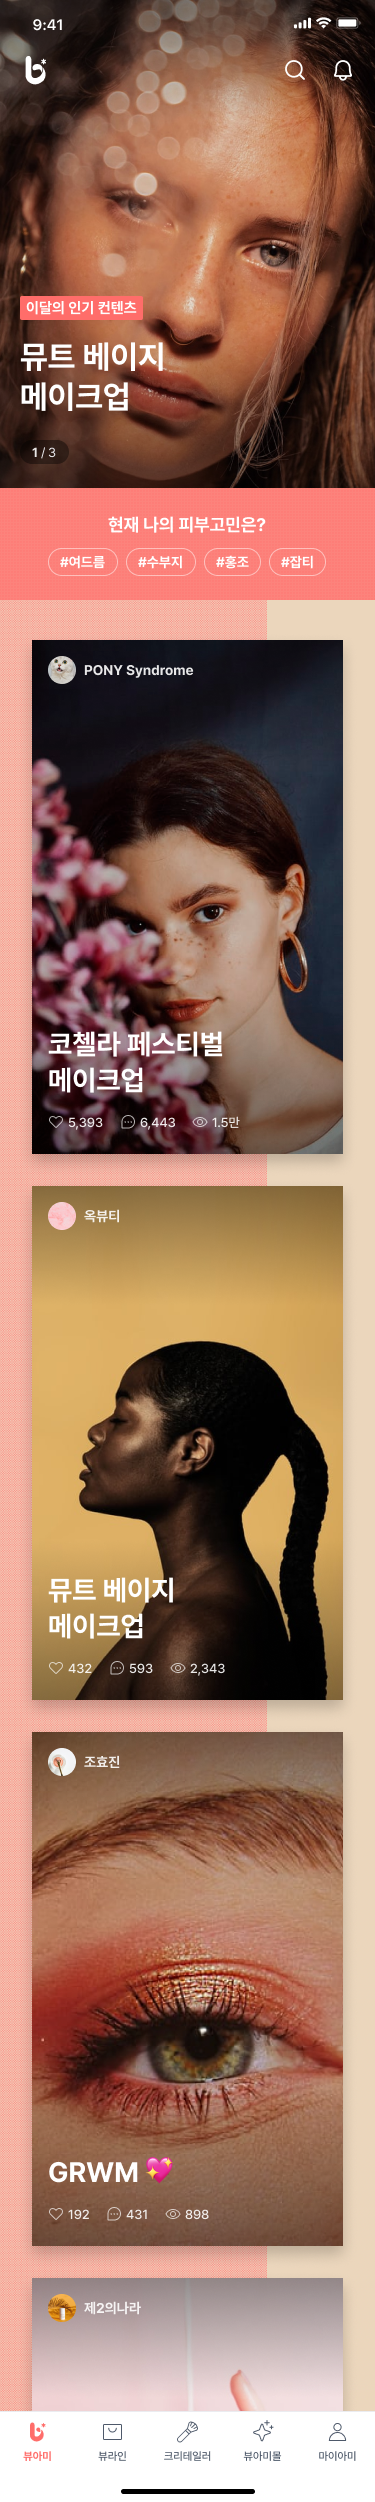 9:41
이달의 인기 컨텐츠
뮤트 베이지
메이크업
1 / 3
현재 나의 피부고민은?
#여드름 #수부지 #홍조 #잡티
PONY Syndrome
코첼라 페스티벌
메이크업
5,393 6,443 1.5만
옥뷰티
뮤트 베이지
메이크업
432 593 2,343
조효진
GRWM 💖
192 431 898
제2의나라
뷰아미 뷰라인 크리테일러 뷰아미몰 마이아미